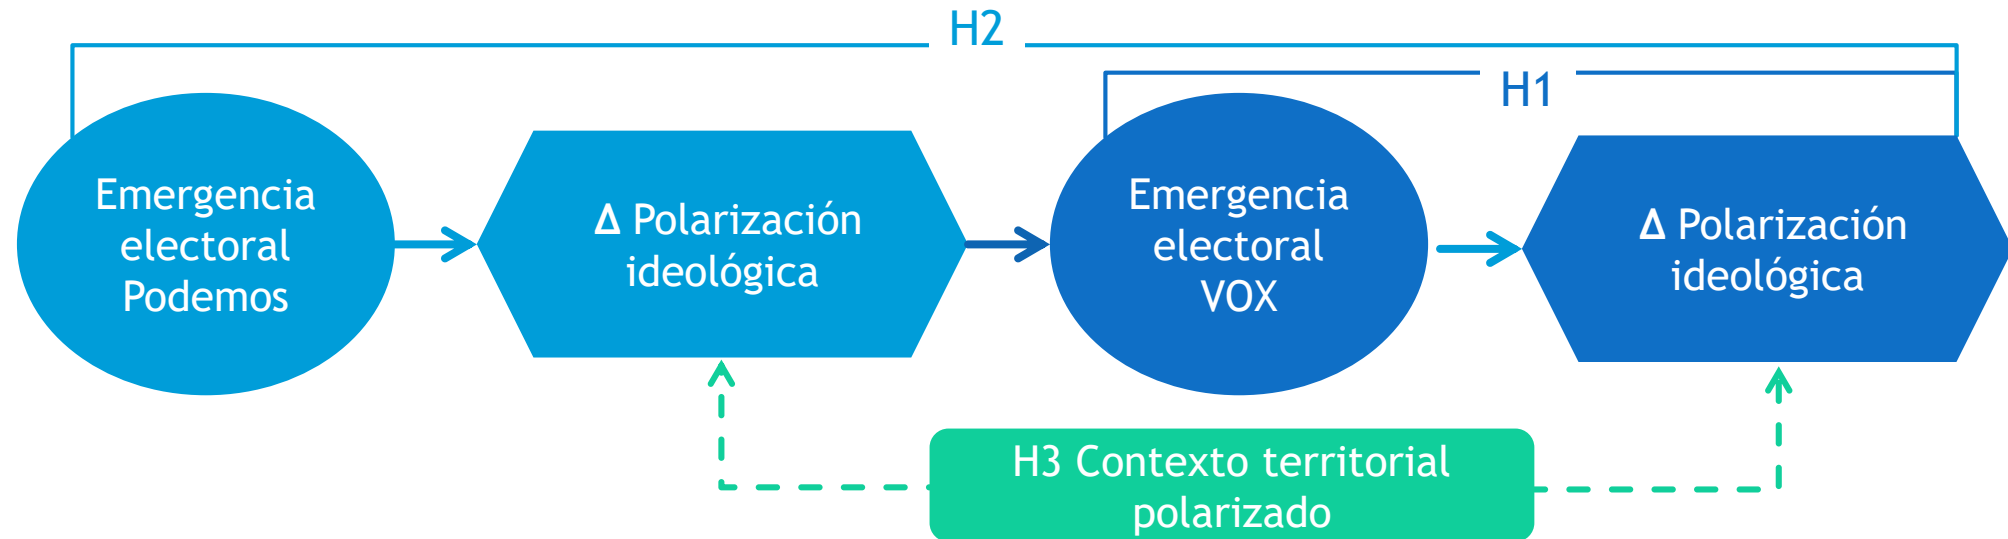 H2
H1
Emergencia
electoral
Podemos
Δ Polarización
ideológica
Emergencia
electoral
VOX
Δ Polarización
ideológica
H3 Contexto territorial
polarizado